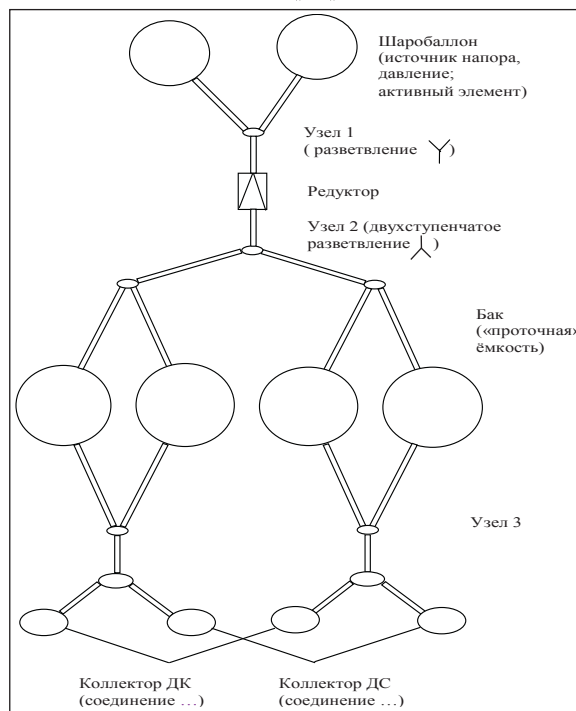 Шаробаллон
(источник напора,
давление;
активный элемент)
Узел 1
( разветвление )
Редуктор
Узел 2 (двухступенчатое
разветвление )
Бак
(«проточная»
ёмкость)
Узел 3
Коллектор ДК
(соединение …)
Коллектор ДС
(соединение …)